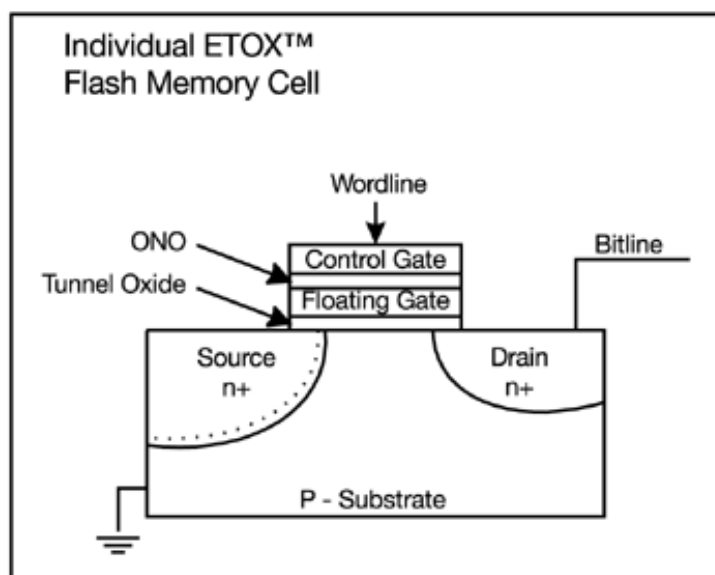 Individual ETOX™
Flash Memory Cell
Wordline
ONO
Control Gate
Bitline
Tunnel Oxide
Floating Gate
Source
n+
Drain
n+
P - Substrate